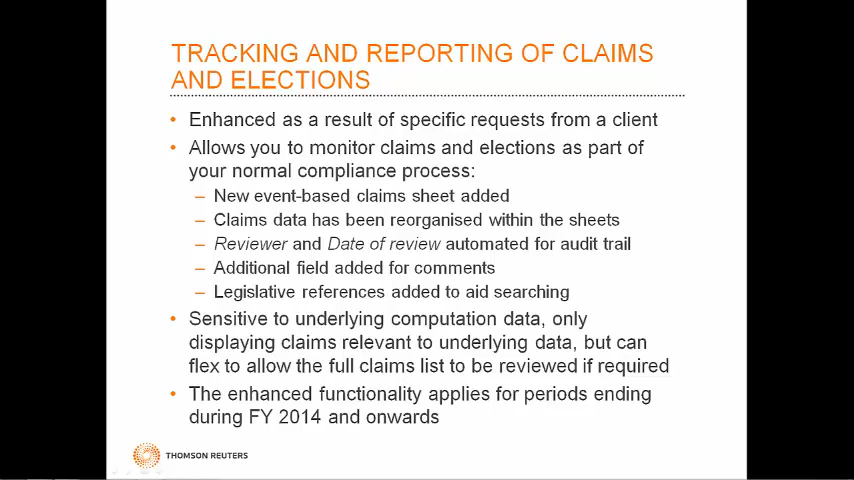 TRACKING AND REPORTING OF CLAIMS
AND ELECTIONS
• Enhanced as a result of specific requests from a client
• Allows you to monitor claims and elections as part of
your normal compliance process:
– New event-based claims sheet added
– Claims data has been reorganised within the sheets
– Reviewer and Date of review automated for audit trail
– Additional field added for comments
– Legislative references added to aid searching
• Sensitive to underlying computation data, only
displaying claims relevant to underlying data, but can
flex to allow the full claims list to be reviewed if required
• The enhanced functionality applies for periods ending
during FY 2014 and onwards
THOMSON REUTERS